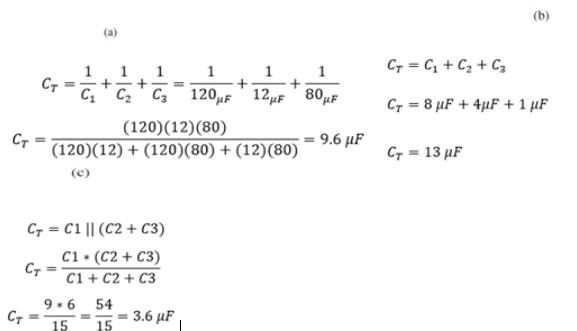 (b)
(a)
C_T = 1/C_1 + 1/C_2 + 1/C_3 = 1/120_μF + 1/12_μF + 1/80_μF
C_T = (120)(12)(80) / (120)(12) + (120)(80) + (12)(80) = 9.6 μF
(c)
C_T = C_1 + C_2 + C_3
C_T = 8 μF + 4μF + 1 μF
C_T = 13 μF
C_T = C1 || (C2 + C3)
C_T = C1 * (C2 + C3) / C1 + C2 + C3
C_T = 9 * 6 / 15 = 54 / 15 = 3.6 μF